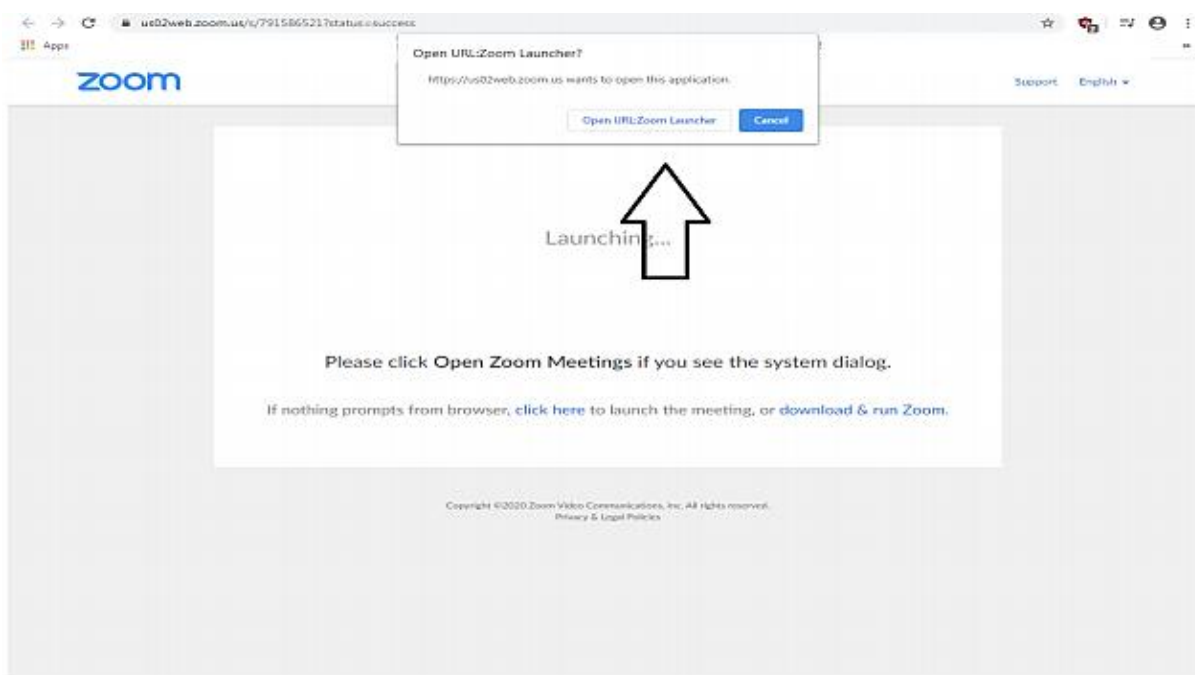 us02web.zoom.us/s/791586521?status=success
Apps
Open URL:Zoom Launcher?
https://us02web.zoom.us wants to open this application.
Open URL:Zoom Launcher
Cancel
zoom
Support
English
Launching...
Please click Open Zoom Meetings if you see the system dialog.
If nothing prompts from browser, click here to launch the meeting, or download & run Zoom.
Copyright ©2020 Zoom Video Communications, Inc. All rights reserved.
Privacy & Legal Policies